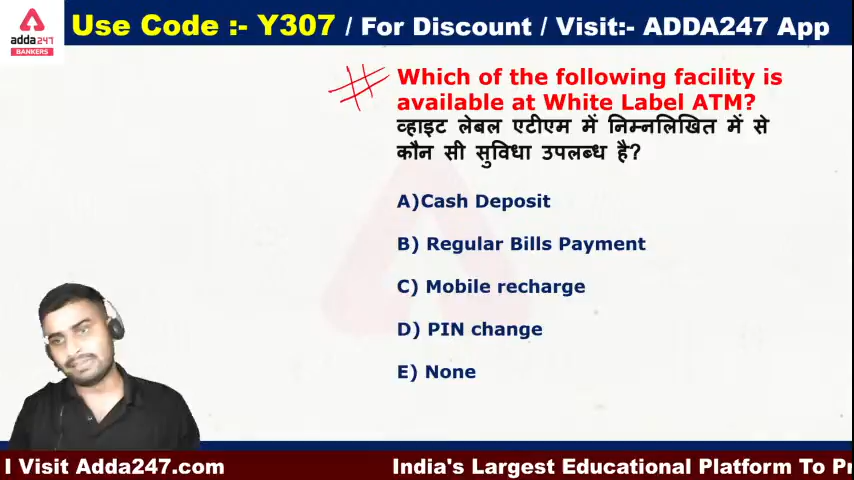 Use Code :- Y307 / For Discount / Visit:- ADDA247 App
A
adda247
BANKERS
Which of the following facility is
available at White Label ATM?
व्हाइट लेबल एटीएम में निम्नलिखित में से
कौन सी सुविधा उपलब्ध है?
A)Cash Deposit
B) Regular Bills Payment
C) Mobile recharge
D) PIN change
E) None
I Visit Adda247.com India's Largest Educational Platform To Pr